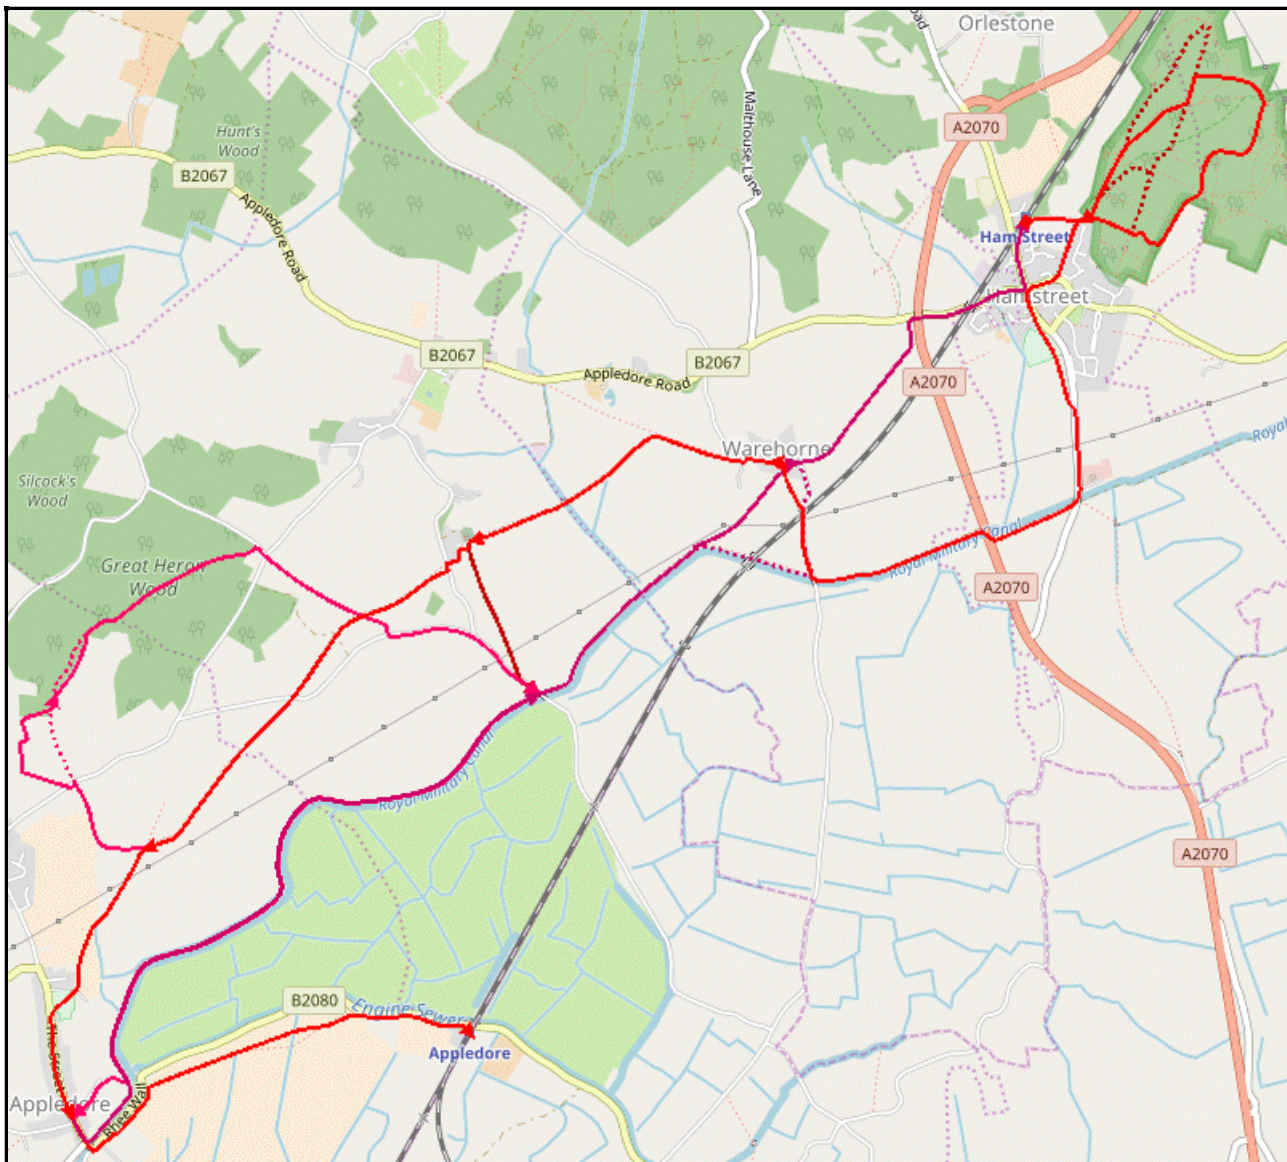 oad
Orlestone
Hunt's
Wood
A2070
Malthouse Lane
B2067
Appledore Road
Ham Street
Hamstreet
B2067
B2067
Appledore Road
A2070
Warehorne
Royal
Silcock's
Wood
Great Heron
Wood
Royal Military Canal
A2070
Royal Military Canal
A2070
B2080
Engine Sewer
The Street
Appledore
Rhee Wall
Appledore